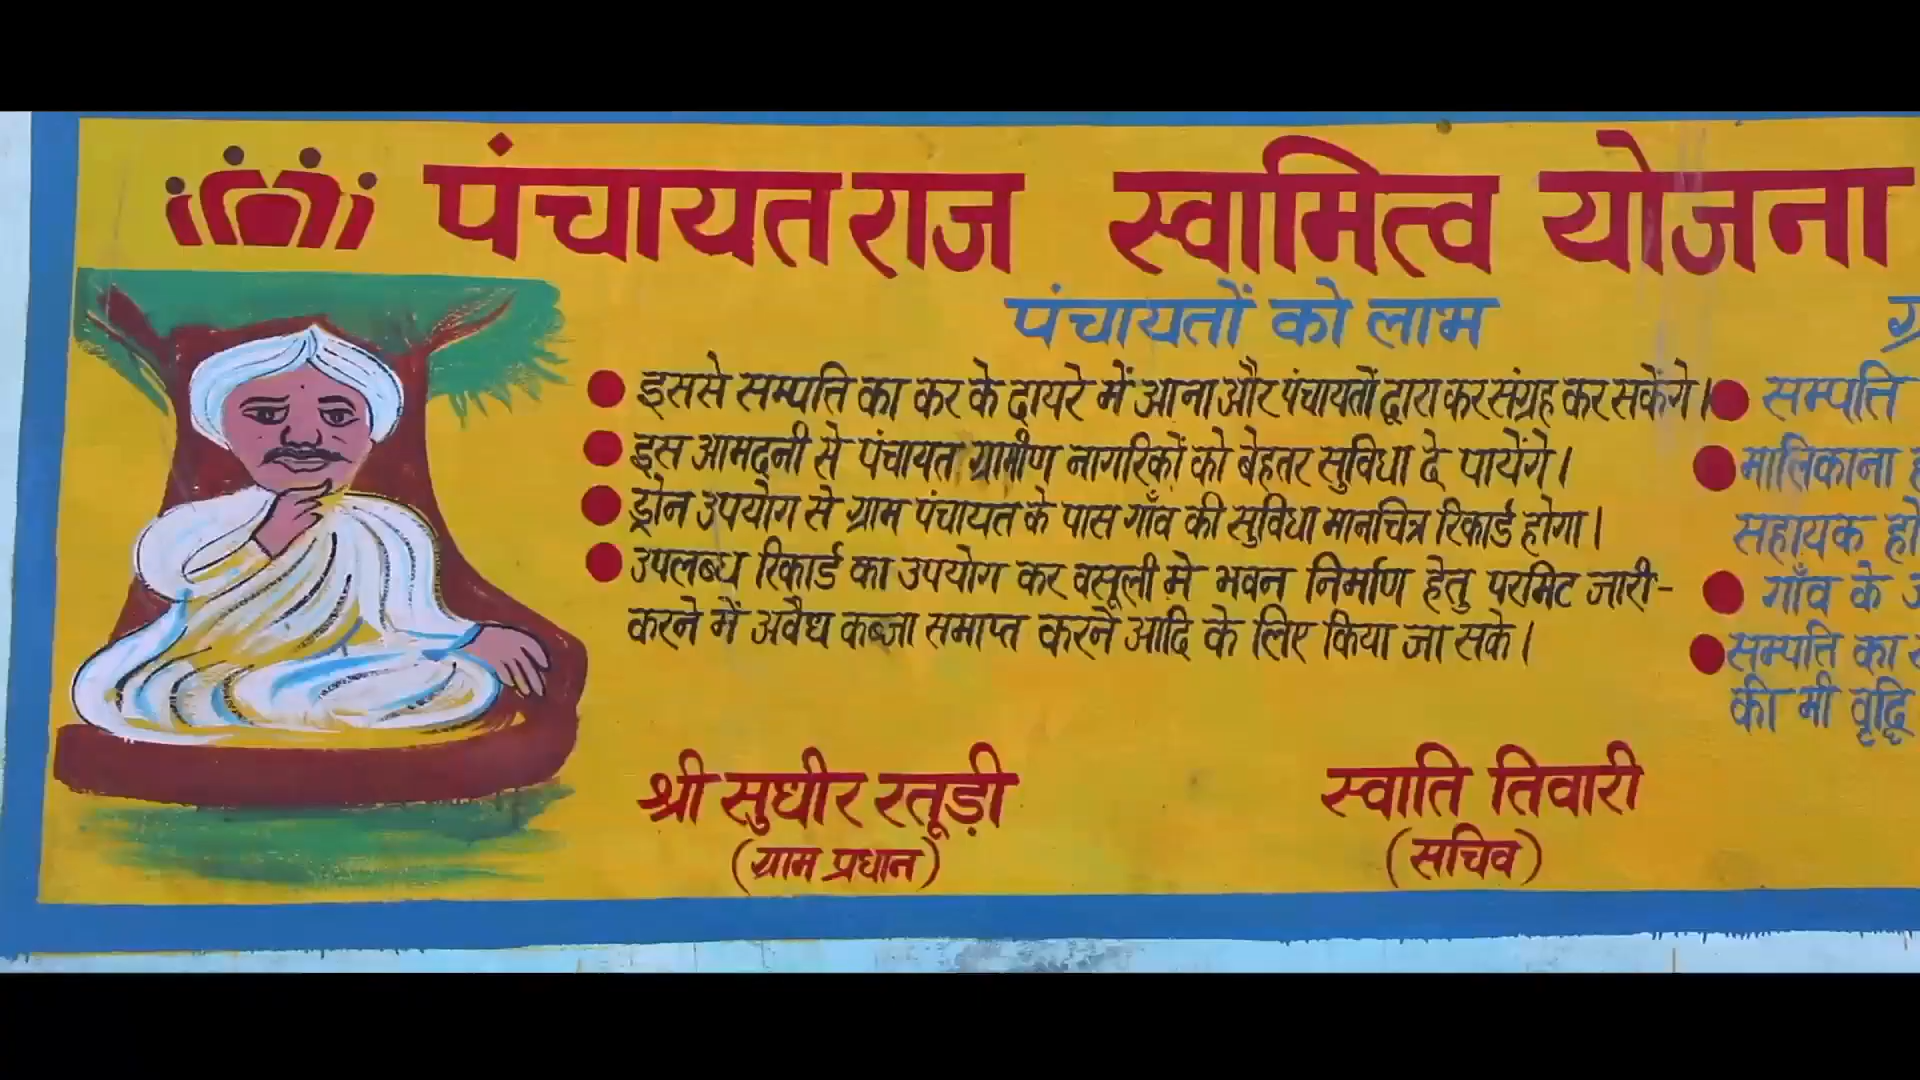 पंचायतराज स्वामित्व योजना
पंचायतों को लाभ
इससे सम्पति का कर के दायरे में आना और पंचायतों द्वारा कर संग्रह कर सकेंगे।
इस आमदनी से पंचायत ग्रामीण नागरिकों को बेहतर सुविधा दे पायेंगे।
ड्रोन उपयोग से ग्राम पंचायत के पास गाँव की सुविधा मानचित्र रिकार्ड होगा।
उपलब्ध रिकार्ड का उपयोग कर वसूली मे भवन निर्माण हेतु परमिट जारी-
करने में अवैध कब्जा समाप्त करने आदि के लिए किया जा सके।
श्री सुधीर रतूड़ी
(ग्राम प्रधान)
स्वाति तिवारी
(सचिव)
सम्पति
मालिकाना
सहायक
गाँव के
सम्पति का
की भी वृद्धि